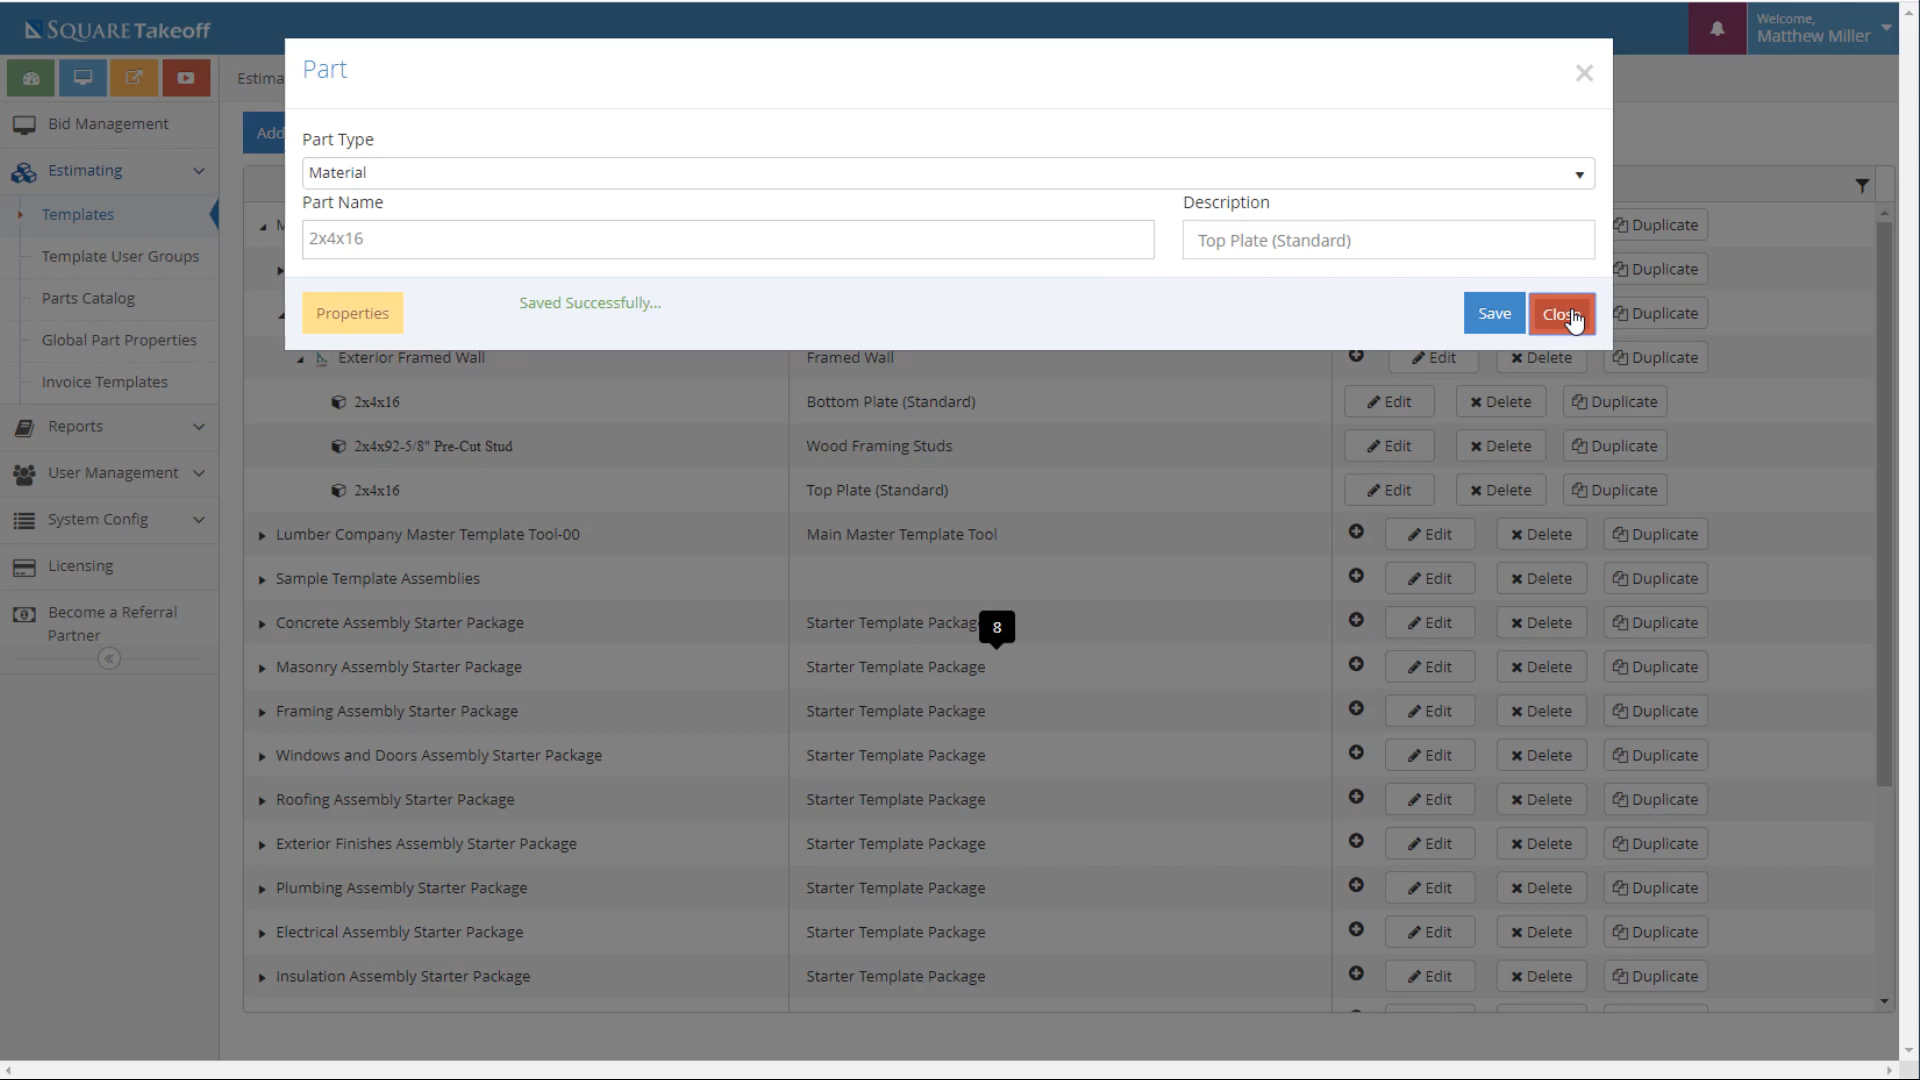 SQUARETakeoff
Welcome,
Matthew Miller
Part
Part Type
Material
Part Name
Description
2x4x16
Top Plate (Standard)
Properties
Saved Successfully...
Save
Bid Management
Estimating
Templates
Template User Groups
Parts Catalog
Global Part Properties
Invoice Templates
Reports
User Management
System Config
Licensing
Become a Referral
Partner
Duplicate
Duplicate
Duplicate
Exterior Framed Wall Framed Wall Edit Delete Duplicate
2x4x16 Bottom Plate (Standard) Edit Delete Duplicate
2x4x92-5/8" Pre-Cut Stud Wood Framing Studs Edit Delete Duplicate
2x4x16 Top Plate (Standard) Edit Delete Duplicate
Lumber Company Master Template Tool-00 Main Master Template Tool Edit Delete Duplicate
Sample Template Assemblies Edit Delete Duplicate
Concrete Assembly Starter Package Starter Template Edit Delete Duplicate
8
Masonry Assembly Starter Package Starter Template Package Edit Delete Duplicate
Framing Assembly Starter Package Starter Template Package Edit Delete Duplicate
Windows and Doors Assembly Starter Package Starter Template Package Edit Delete Duplicate
Roofing Assembly Starter Package Starter Template Package Edit Delete Duplicate
Exterior Finishes Assembly Starter Package Starter Template Package Edit Delete Duplicate
Plumbing Assembly Starter Package Starter Template Package Edit Delete Duplicate
Electrical Assembly Starter Package Starter Template Package Edit Delete Duplicate
Insulation Assembly Starter Package Starter Template Package Edit Delete Duplicate